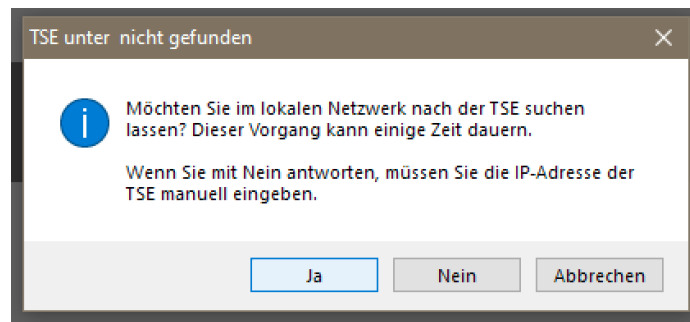 TSE unter  nicht gefunden
Möchten Sie im lokalen Netzwerk nach der TSE suchen
lassen? Dieser Vorgang kann einige Zeit dauern.
Wenn Sie mit Nein antworten, müssen Sie die IP-Adresse der
TSE manuell eingeben.
Ja
Nein
Abbrechen